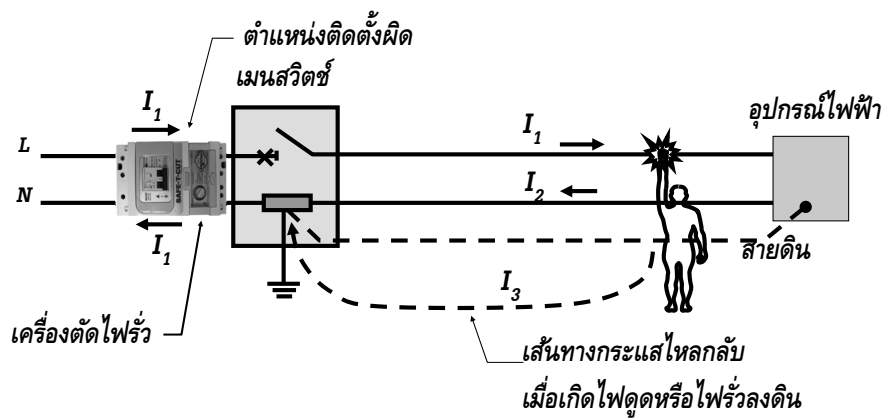 ตำแหน่งติดตั้งผิด
เมนสวิตช์
I1
I1
อุปกรณ์ไฟฟ้า
L
SAFE-T-CUT
N
I2
I1
สายดิน
I3
เครื่องตัดไฟรั่ว
เส้นทางกระแสไหลกลับ
เมื่อเกิดไฟดูดหรือไฟรั่วลงดิน